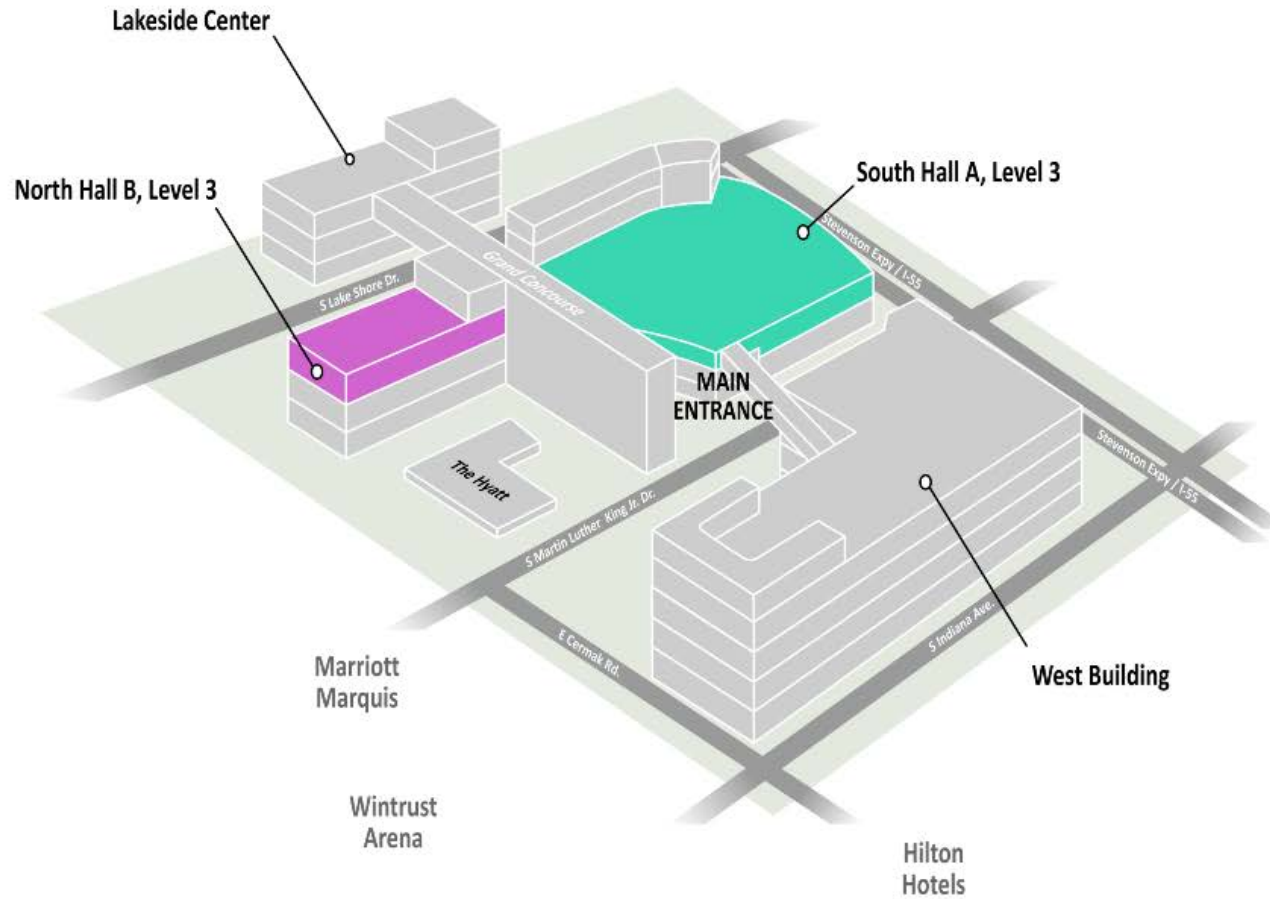 Lakeside Center
North Hall B, Level 3
South Hall A, Level 3
Stevenson Expy / I-55
Grand Concourse
S Lake Shore Dr.
MAIN
ENTRANCE
The Hyatt
Stevenson Expy / I-55
S Martin Luther King Jr. Dr.
S Indiana Ave.
E Cermak Rd.
West Building
Marriott
Marquis
Wintrust
Arena
Hilton
Hotels